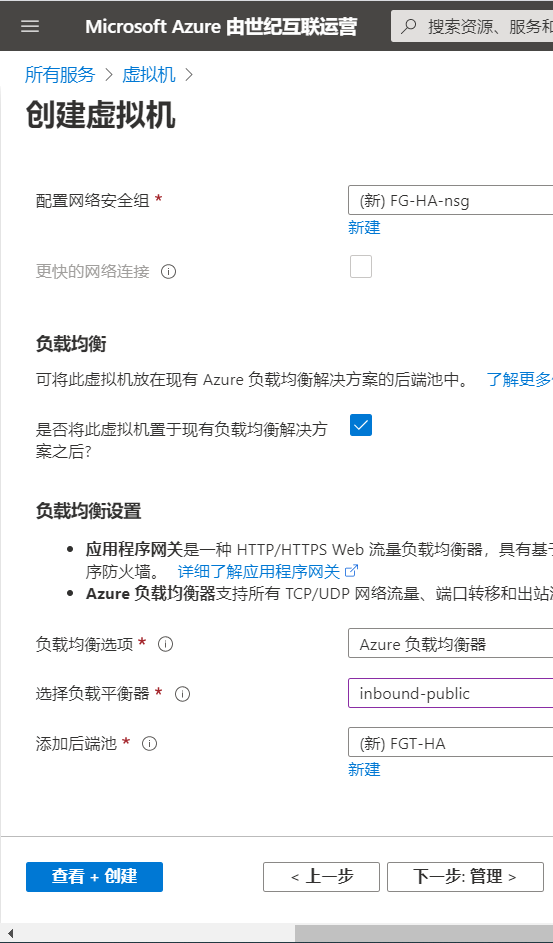 Microsoft Azure 由世纪互联运营
搜索资源、服务和
所有服务 > 虚拟机 >
创建虚拟机
配置网络安全组 *
(新) FG-HA-nsg
新建
更快的网络连接
负载均衡
可将此虚拟机放在现有 Azure 负载均衡解决方案的后端池中。 了解更多
是否将此虚拟机置于现有负载均衡解决方
案之后?
负载均衡设置
• 应用程序网关是一种 HTTP/HTTPS Web 流量负载均衡器，具有基于
序防火墙。 详细了解应用程序网关
• Azure 负载均衡器支持所有 TCP/UDP 网络流量、端口转移和出站
负载均衡选项 *
Azure 负载均衡器
选择负载平衡器 *
inbound-public
添加后端池 *
(新) FGT-HA
新建
查看 + 创建
< 上一步
下一步: 管理 >